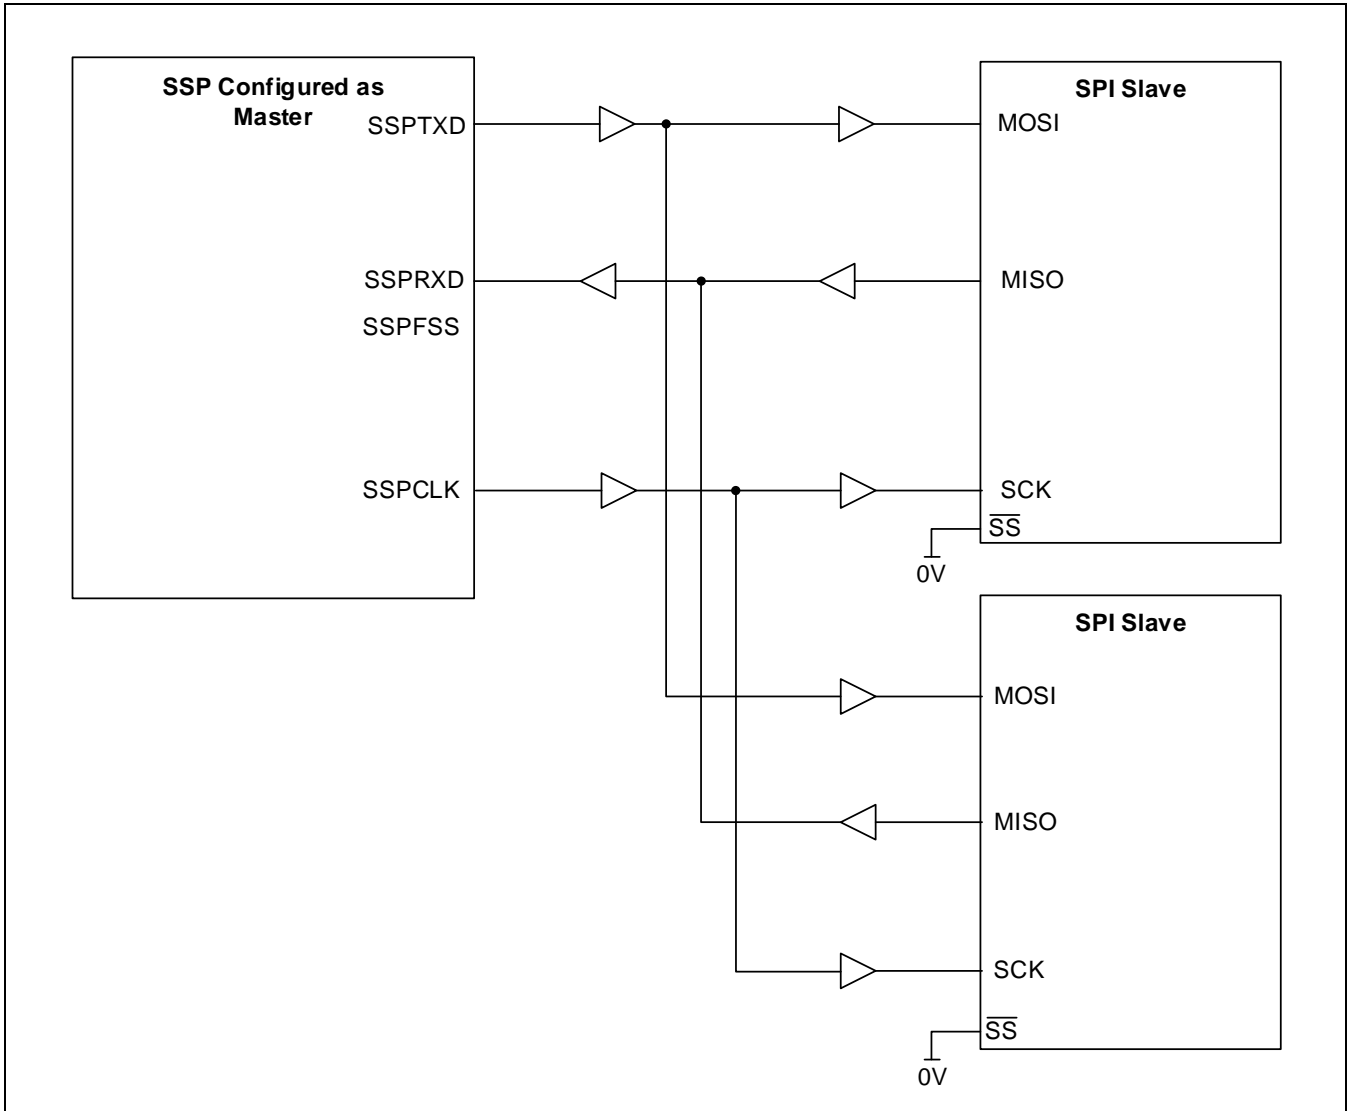 SSP Configured as
Master
SSPTXD
SSPRXD
SSPFSS
SSPCLK
SPI Slave
MOSI
MISO
SCK
SS
0V
SPI Slave
MOSI
MISO
SCK
SS
0V